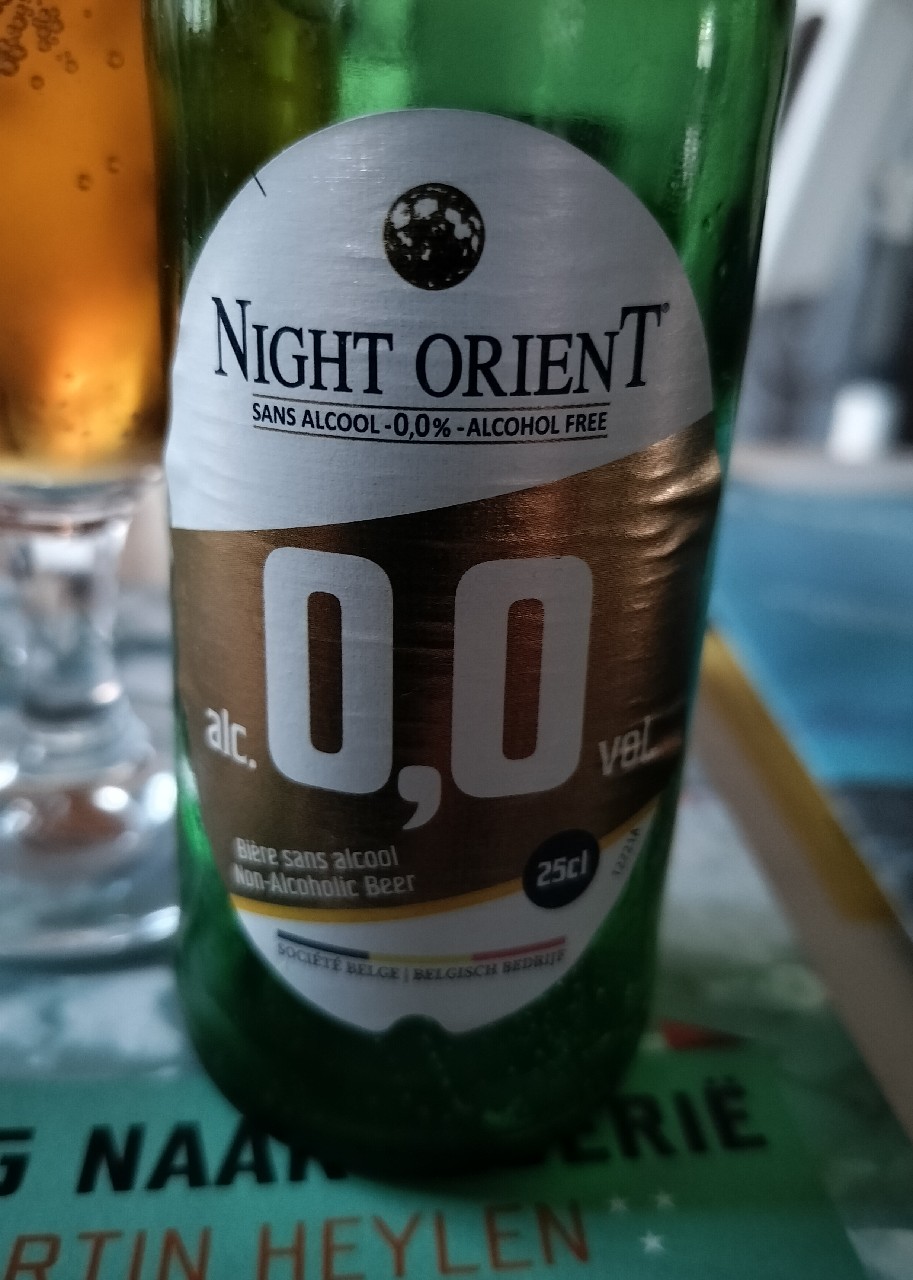 NIGHT ORIENT®
SANS ALCOOL - 0,0% - ALCOHOL FREE
alc. 0,0 vol.
Bière sans alcool
Non-Alcoholic Beer
25cl
SOCIÉTÉ BELGE | BELGISCH BEDRIJF
G NAAR
ERIË
RTIN HEYLEN